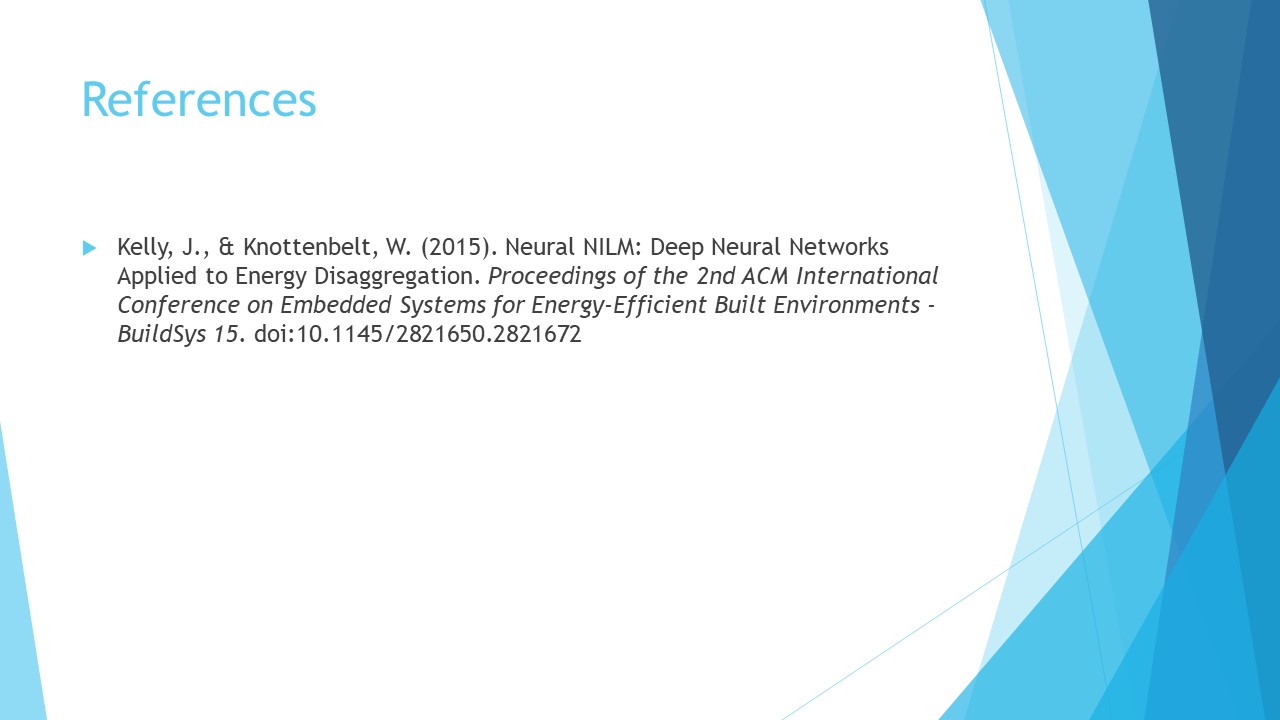 References
Kelly, J., & Knottenbelt, W. (2015). Neural NILM: Deep Neural Networks
Applied to Energy Disaggregation. Proceedings of the 2nd ACM International
Conference on Embedded Systems for Energy-Efficient Built Environments -
BuildSys 15. doi:10.1145/2821650.2821672